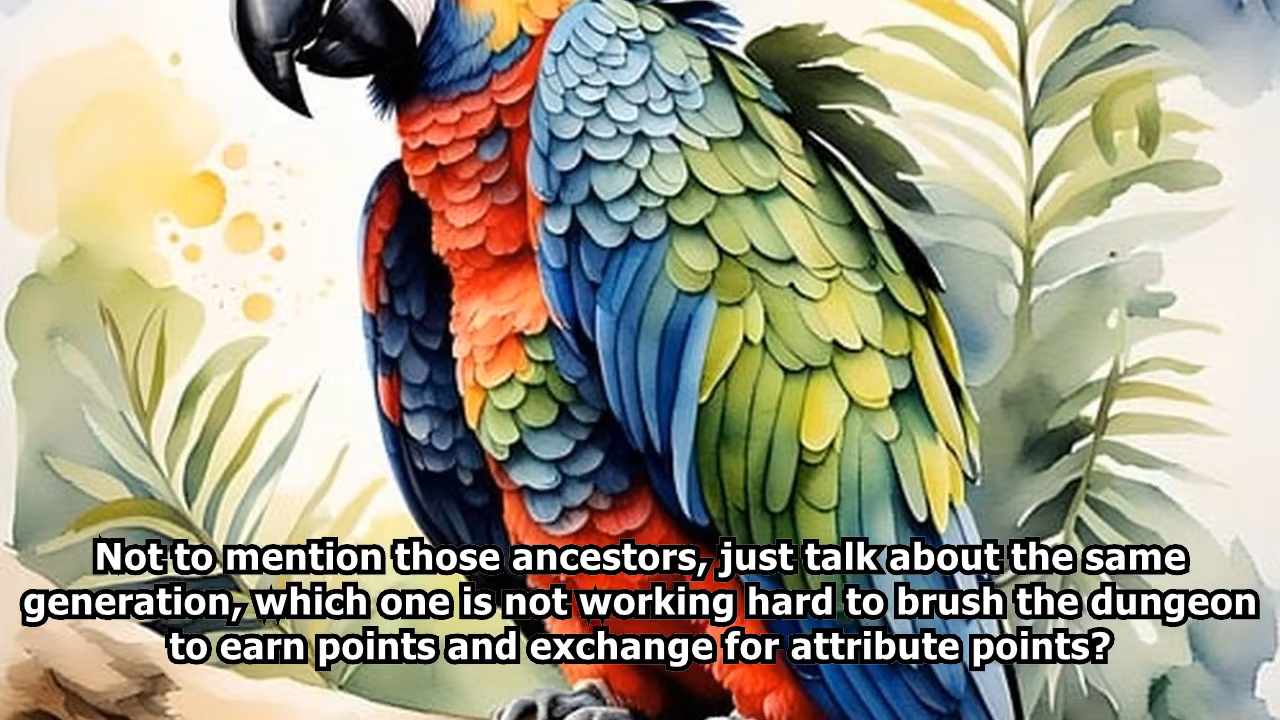 Not to mention those ancestors, just talk about the same
generation, which one is not working hard to brush the dungeon
to earn points and exchange for attribute points?